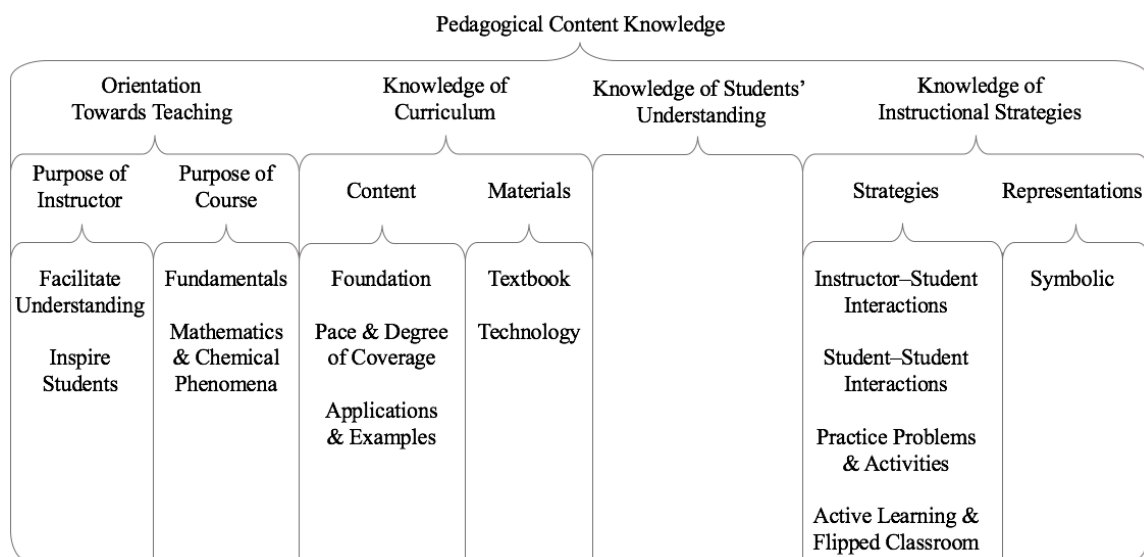 Pedagogical Content Knowledge
Orientation
Towards Teaching
Knowledge of
Curriculum
Knowledge of Students’
Understanding
Knowledge of
Instructional Strategies
Purpose of
Instructor
Purpose of
Course
Content
Materials
Strategies
Representations
Facilitate
Understanding
Inspire
Students
Fundamentals
Mathematics
& Chemical
Phenomena
Foundation
Pace & Degree
of Coverage
Applications
& Examples
Textbook
Technology
Instructor–Student
Interactions
Student–Student
Interactions
Practice Problems
& Activities
Active Learning &
Flipped Classroom
Symbolic